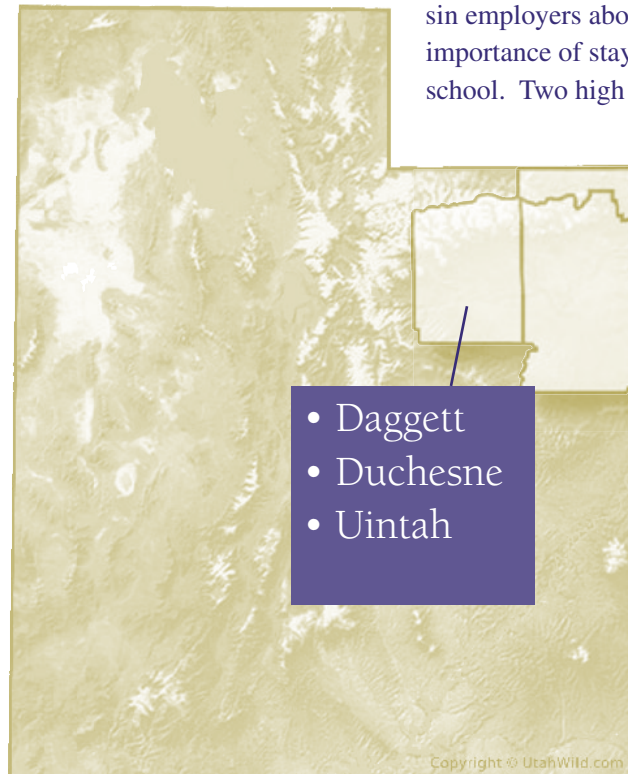 sin employers abo
importance of stay
school. Two high
• Daggett
• Duchesne
• Uintah
Copyright © UtahWild.com